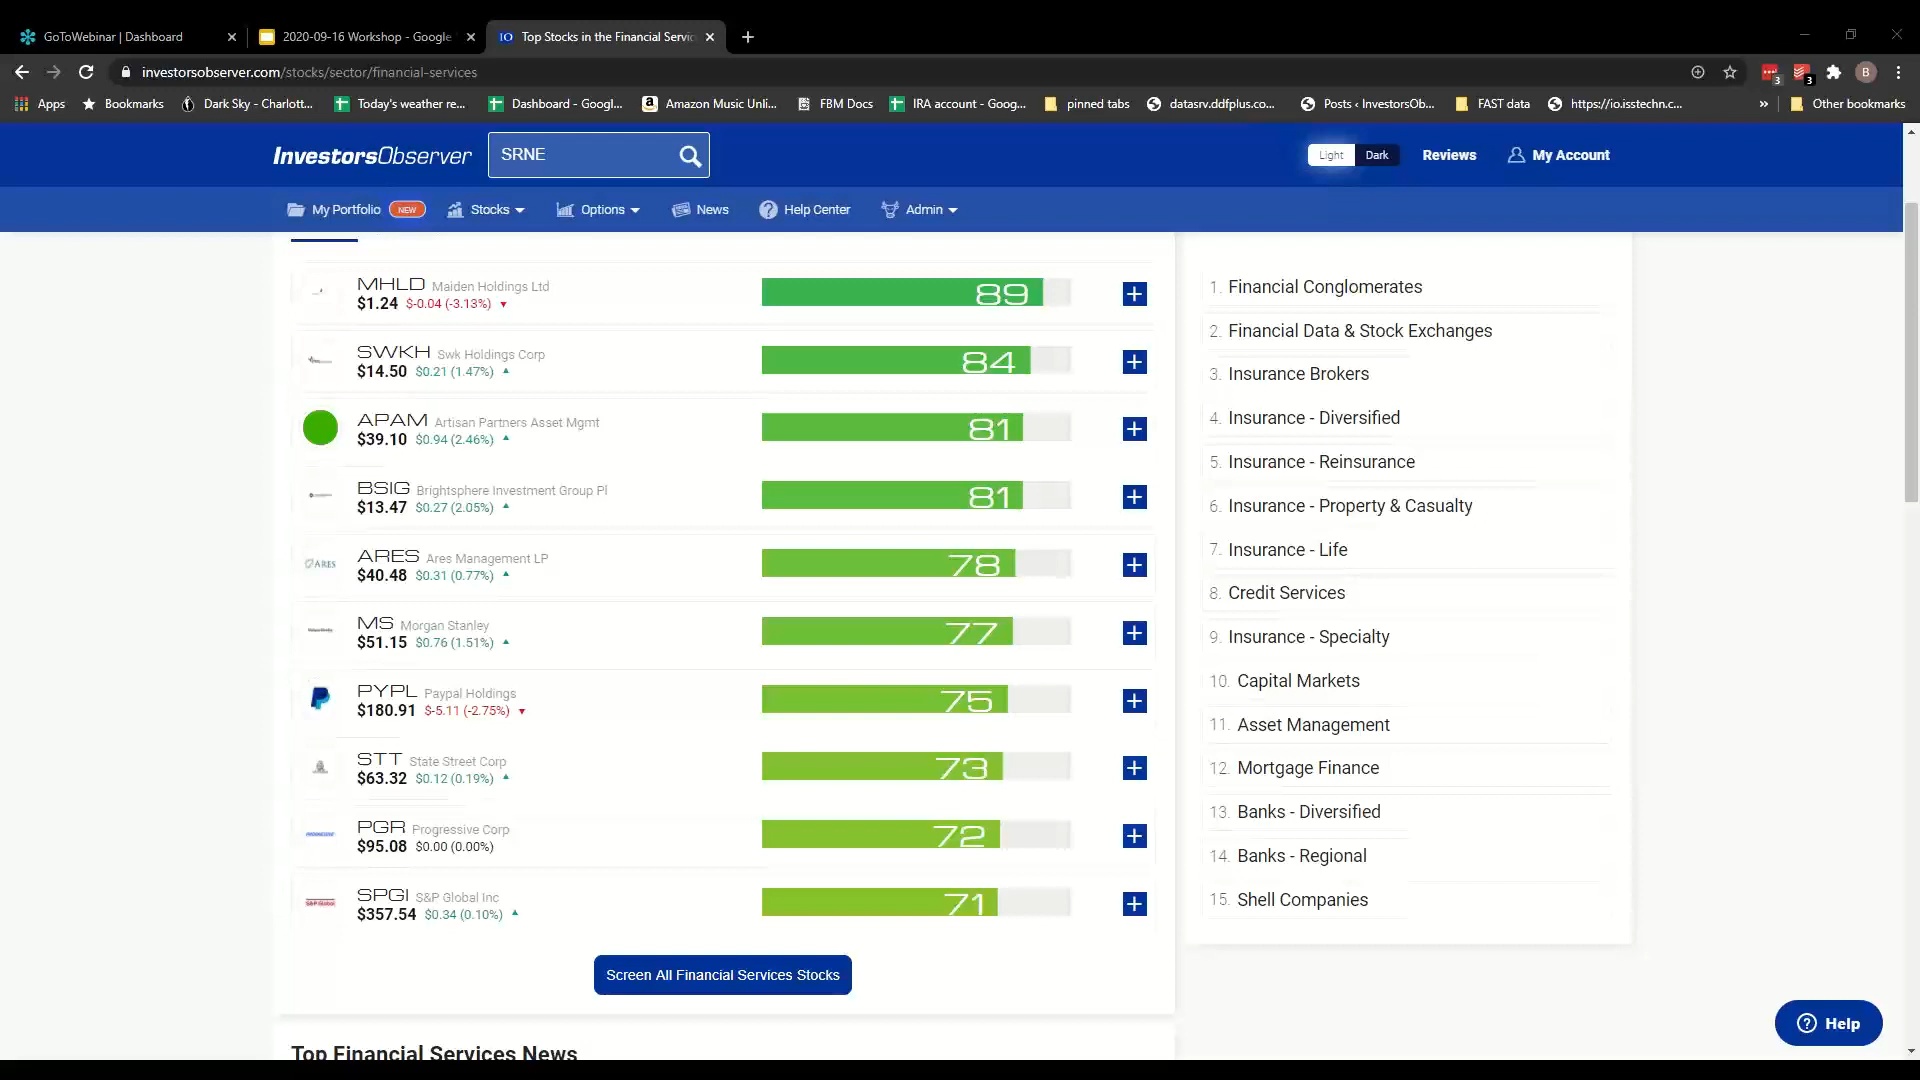 GoToWebinar | Dashboard
2020-09-16 Workshop - Google
IO Top Stocks in the Financial Servic
investorsobserver.com/stocks/sector/financial-services
3
3
B
Apps
Bookmarks
Dark Sky - Charlott...
Today's weather re...
Dashboard - Googl...
Amazon Music Unli...
FBM Docs
IRA account - Goog...
pinned tabs
datasrv.ddfplus.co...
Posts ‹ InvestorsOb...
FAST data
https://io.isstechn.c...
»
Other bookmarks
InvestorsObserver
SRNE
Light
Dark
Reviews
My Account
My Portfolio NEW
Stocks
Options
News
Help Center
Admin
MHLD Maiden Holdings Ltd
$1.24 $-0.04 (-3.13%)
89
SWKH Swk Holdings Corp
$14.50 $0.21 (1.47%)
84
APAM Artisan Partners Asset Mgmt
$39.10 $0.94 (2.46%)
81
BSIG Brightsphere Investment Group Pl
$13.47 $0.27 (2.05%)
81
ARES
ARES Ares Management LP
$40.48 $0.31 (0.77%)
78
MS Morgan Stanley
$51.15 $0.76 (1.51%)
77
PYPL Paypal Holdings
$180.91 $-5.11 (-2.75%)
75
STT State Street Corp
$63.32 $0.12 (0.19%)
73
PROGRESSIVE
PGR Progressive Corp
$95.08 $0.00 (0.00%)
72
S&P Global
SPGI S&P Global Inc
$357.54 $0.34 (0.10%)
71
Screen All Financial Services Stocks
Top Financial Services News
1. Financial Conglomerates
2. Financial Data & Stock Exchanges
3. Insurance Brokers
4. Insurance - Diversified
5. Insurance - Reinsurance
6. Insurance - Property & Casualty
7. Insurance - Life
8. Credit Services
9. Insurance - Specialty
10. Capital Markets
11. Asset Management
12. Mortgage Finance
13. Banks - Diversified
14. Banks - Regional
15. Shell Companies
Help